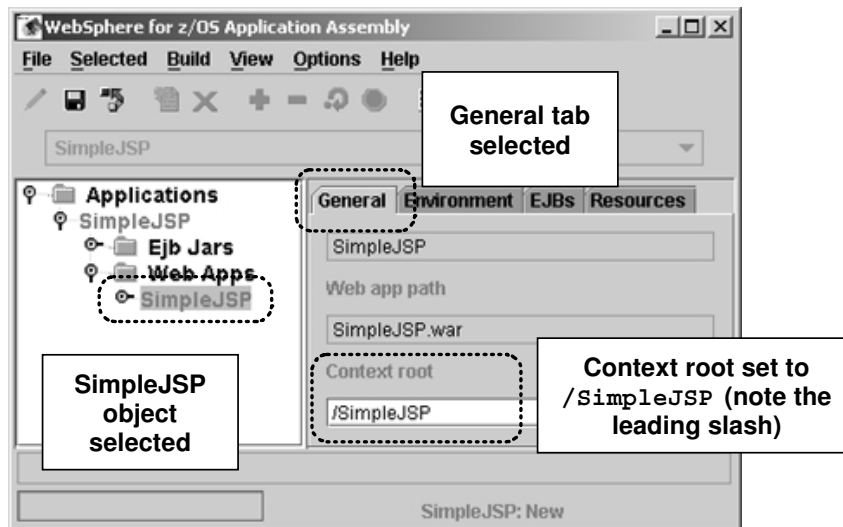 WebSphere for z/OS Application Assembly
File Selected Build View Options Help
General tab
selected
SimpleJSP
Applications
SimpleJSP
Ejb Jars
Web Apps
SimpleJSP
General Environment EJBs Resources
SimpleJSP
Web app path
SimpleJSP.war
Context root
/SimpleJSP
SimpleJSP
object
selected
Context root set to
/SimpleJSP (note the
leading slash)
SimpleJSP: New